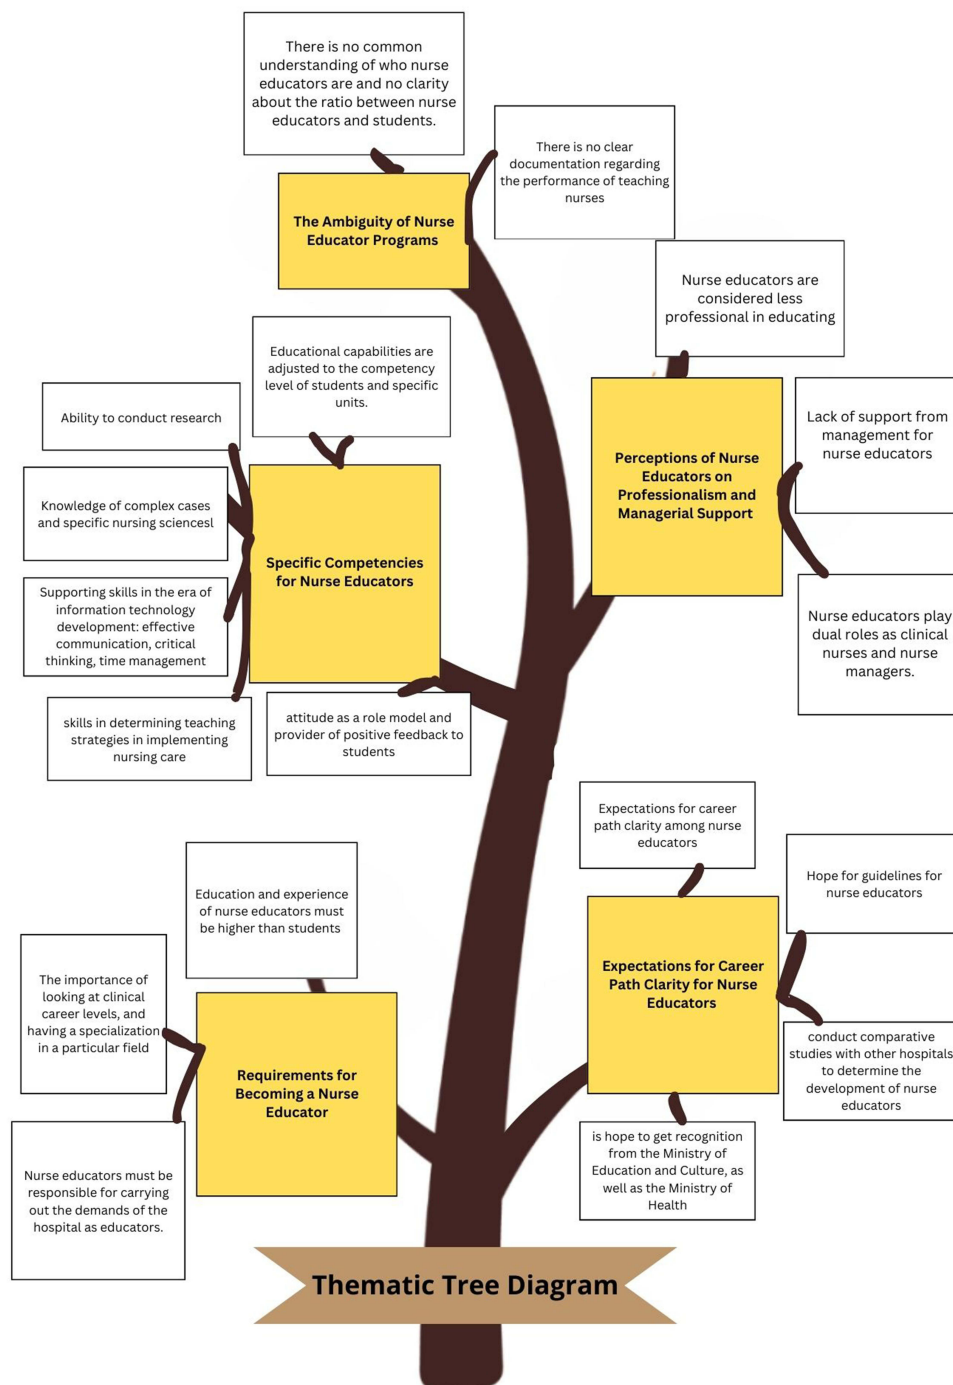 There is no common
understanding of who nurse
educators are and no clarity
about the ratio between nurse
educators and students.
There is no clear
documentation regarding
the performance of teaching
nurses
The Ambiguity of Nurse
Educator Programs
Nurse educators are
considered less
professional in educating
Educational capabilities are
adjusted to the competency
level of students and specific
units.
Ability to conduct research
Lack of support from
management for
nurse educators
Perceptions of Nurse
Educators on
Professionalism and
Managerial Support
Knowledge of complex cases
and specific nursing sciencesl
Specific Competencies
for Nurse Educators
Supporting skills in the era of
information technology
development: effective
communication, critical
thinking, time management
Nurse educators play
dual roles as clinical
nurses and nurse
managers.
skills in determining teaching
strategies in implementing
nursing care
attitude as a role model and
provider of positive feedback to
students
Expectations for career
path clarity among nurse
educators
Hope for guidelines for
nurse educators
Education and experience
of nurse educators must
be higher than students
Expectations for Career
Path Clarity for Nurse
Educators
The importance of
looking at clinical
career levels, and
having a specialization
in a particular field
conduct comparative
studies with other hospitals
to determine the
development of nurse
educators
Requirements for
Becoming a Nurse
Educator
is hope to get recognition
from the Ministry of
Education and Culture, as
well as the Ministry of
Health
Nurse educators must be
responsible for carrying
out the demands of the
hospital as educators.
Thematic Tree Diagram